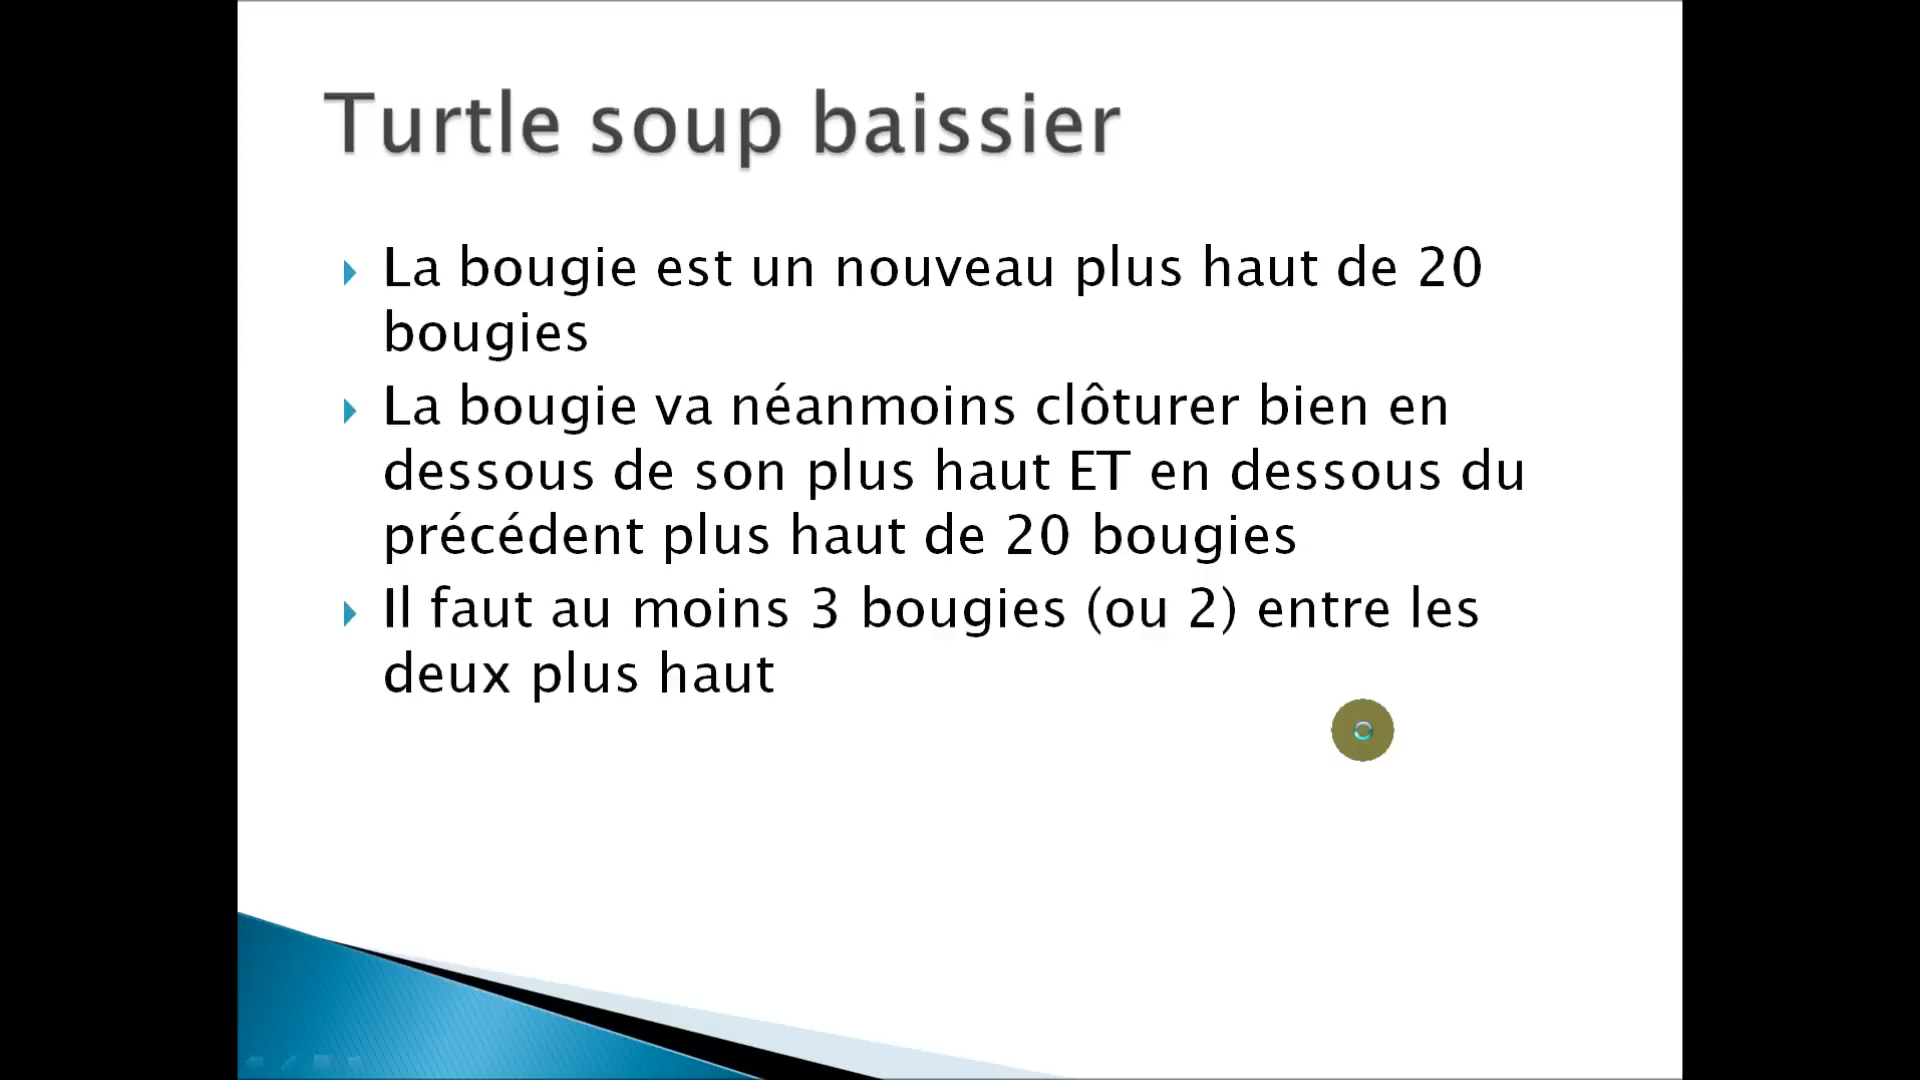 Turtle soup baissier
La bougie est un nouveau plus haut de 20
bougies
La bougie va néanmoins clôturer bien en
dessous de son plus haut ET en dessous du
précédent plus haut de 20 bougies
Il faut au moins 3 bougies (ou 2) entre les
deux plus haut